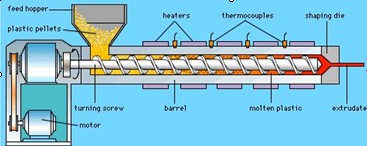 feed hopper
plastic pellets
heaters
thermocouples
shaping die
turning screw
barrel
molten plastic
extrudate
motor